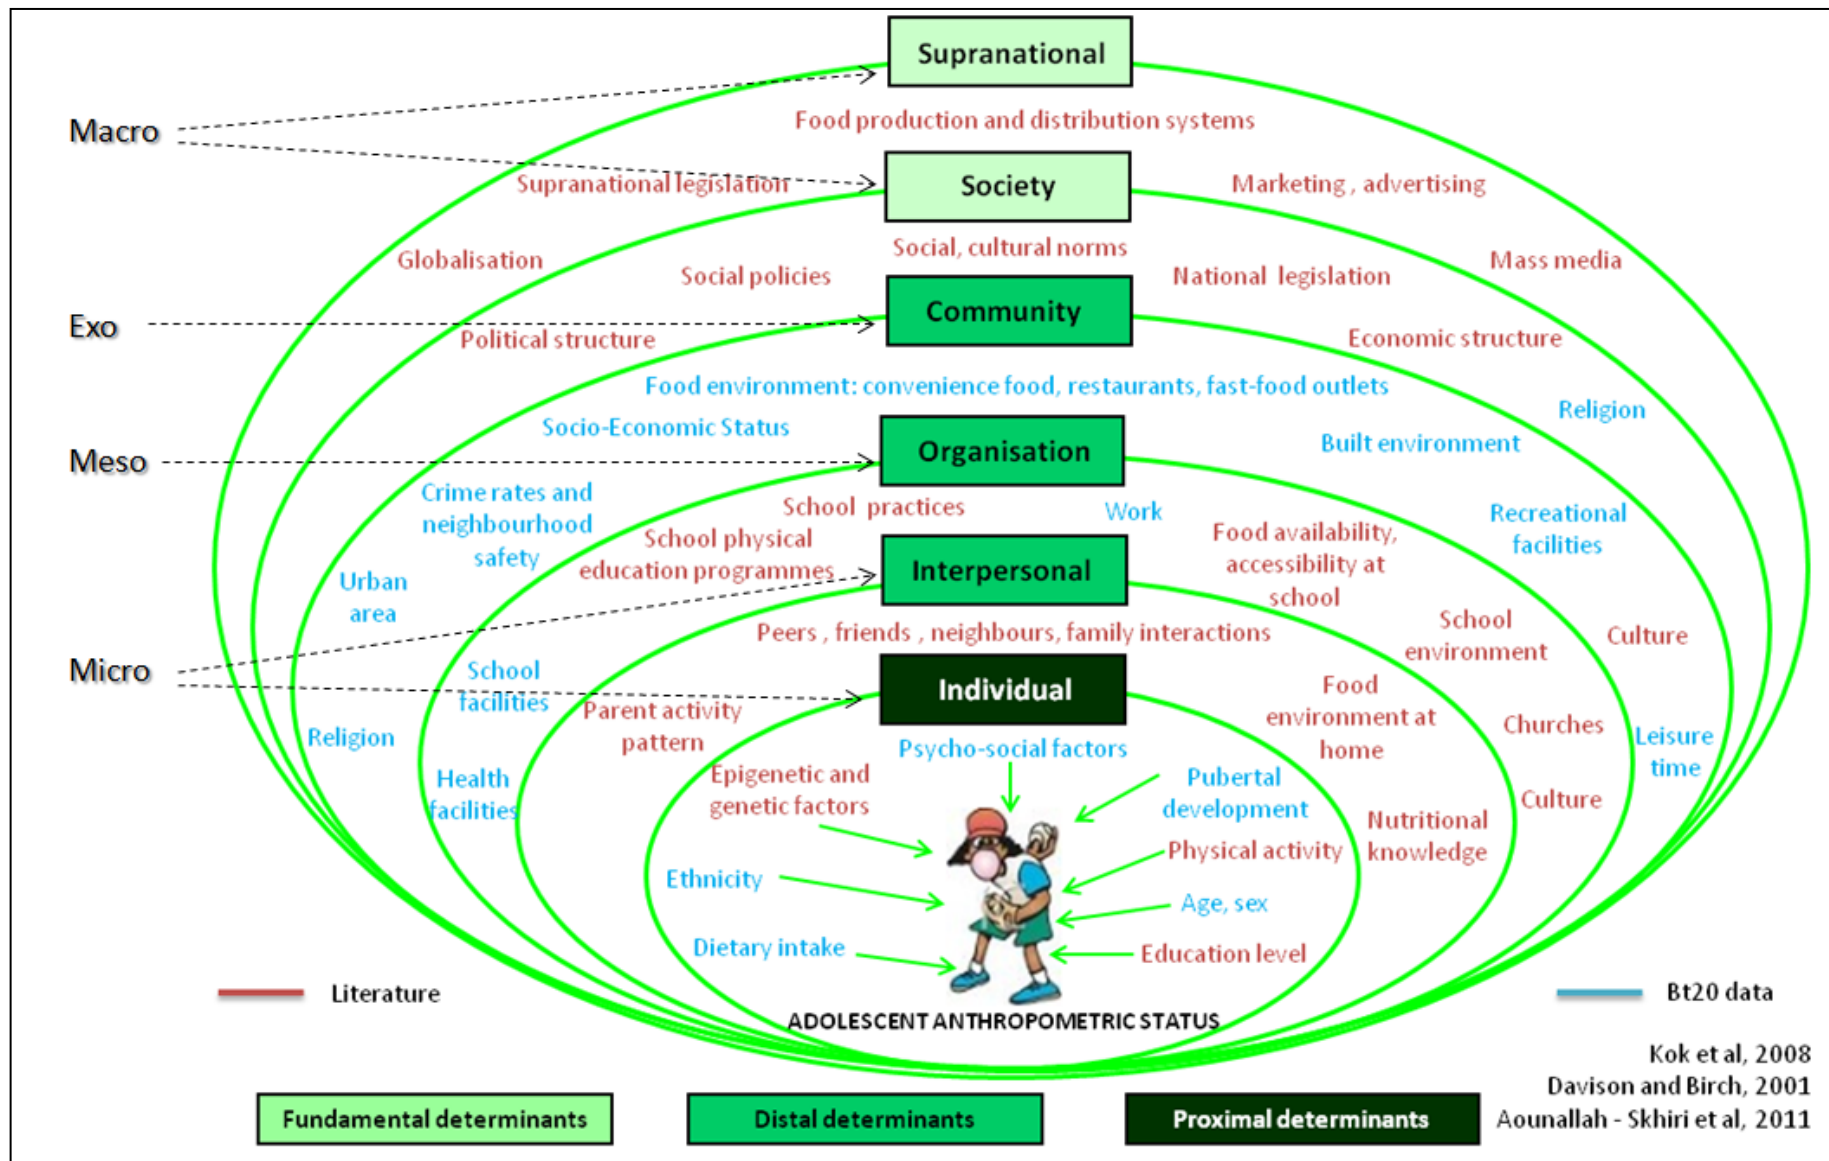 Supranational
Food production and distribution systems
Macro
Supranational legislation
Society
Marketing , advertising
Globalisation
Social policies
Social, cultural norms
National legislation
Mass media
Exo
Political structure
Community
Economic structure
Food environment: convenience food, restaurants, fast-food outlets
Religion
Socio-Economic Status
Built environment
Meso
Organisation
Crime rates and
neighbourhood
safety
School practices
Work
Recreational
facilities
School physical
education programmes
Food availability,
accessibility at
school
Urban
area
Interpersonal
Peers , friends , neighbours, family interactions
School
environment
Culture
Micro
School
facilities
Individual
Parent activity
pattern
Food
environment at
home
Churches
Leisure
time
Religion
Psycho-social factors
Health
facilities
Epigenetic and
genetic factors
Pubertal
development
Culture
Nutritional
knowledge
Physical activity
Ethnicity
Age, sex
Dietary intake
Education level
Literature
Bt20 data
ADOLESCENT ANTHROPOMETRIC STATUS
Kok et al, 2008
Davison and Birch, 2001
Aounallah - Skhiri et al, 2011
Fundamental determinants
Distal determinants
Proximal determinants